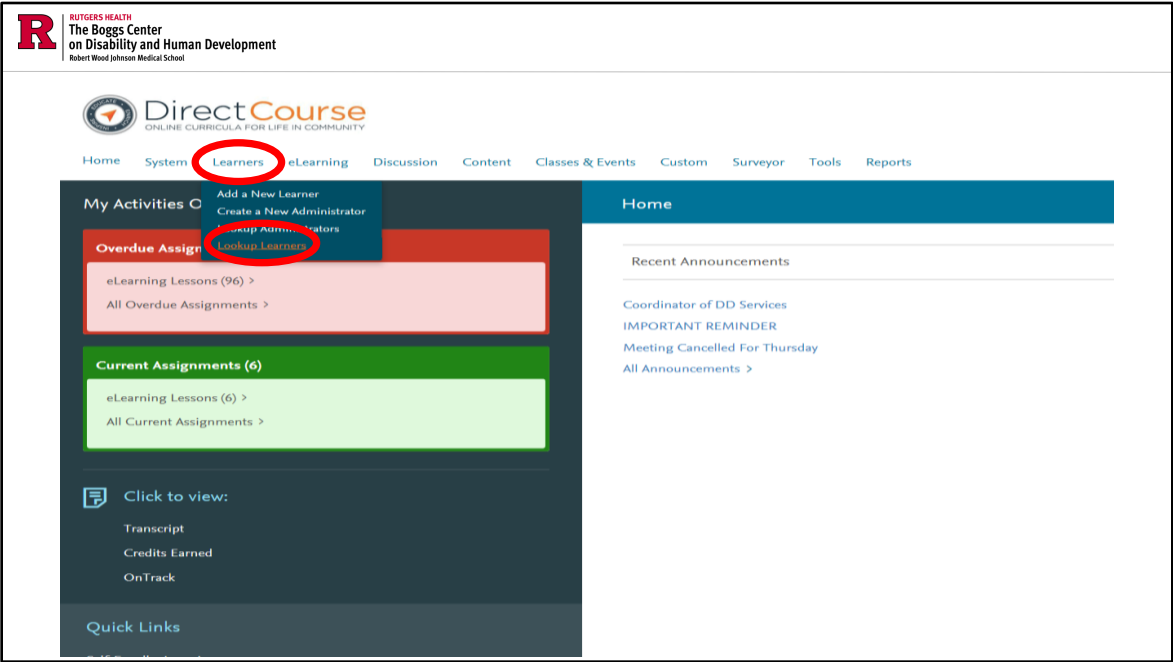 R
RUTGERS HEALTH
The Boggs Center
on Disability and Human Development
Robert Wood Johnson Medical School
EDUCATE
DirectCourse
ONLINE CURRICULA FOR LIFE IN COMMUNITY
Home System Learners eLearning Discussion Content Classes & Events Custom Surveyor Tools Reports
My Activities O
Add a New Learner
Create a New Administrator
Lookup Administrators
Lookup Learners
Overdue Assign
eLearning Lessons (96) >
All Overdue Assignments >
Current Assignments (6)
eLearning Lessons (6) >
All Current Assignments >
Click to view:
Transcript
Credits Earned
OnTrack
Quick Links
Home
Recent Announcements
Coordinator of DD Services
IMPORTANT REMINDER
Meeting Cancelled For Thursday
All Announcements >